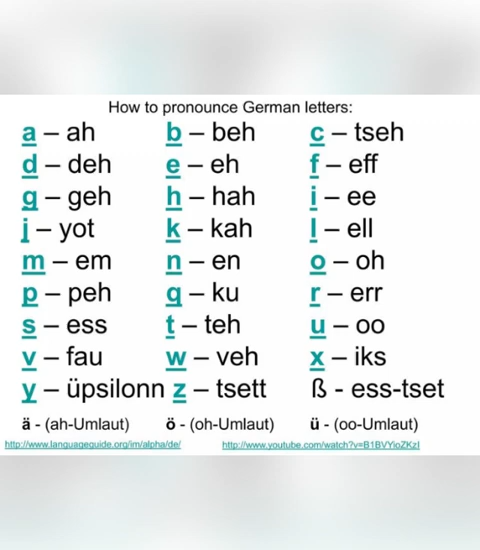 How to pronounce German letters:
a – ah b – beh c – tseh
d – deh e – eh f – eff
g – geh h – hah i – ee
j – yot k – kah l – ell
m – em n – en o – oh
p – peh q – ku r – err
s – ess t – teh u – oo
v – fau w – veh x – iks
y – üpsilonn z – tsett ß - ess-tset
ä - (ah-Umlaut) ö - (oh-Umlaut) ü - (oo-Umlaut)
http://www.languageguide.org/im/alpha/de/ http://www.youtube.com/watch?v=B1BVYioZKzI